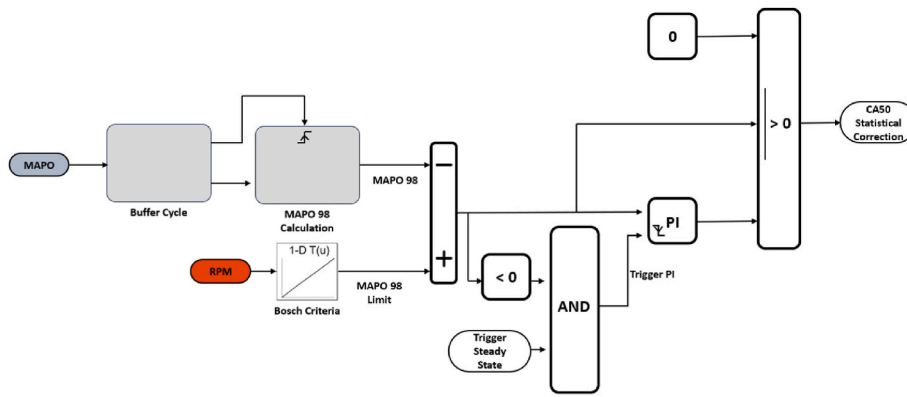 0
> 0
CA50
Statistical
Correction
MAPO
Buffer Cycle
MAPO 98
Calculation
MAPO 98
−
+
RPM
1-D T(u)
Bosch Criteria
MAPO 98
Limit
< 0
AND
Trigger
Steady
State
PI
Trigger PI